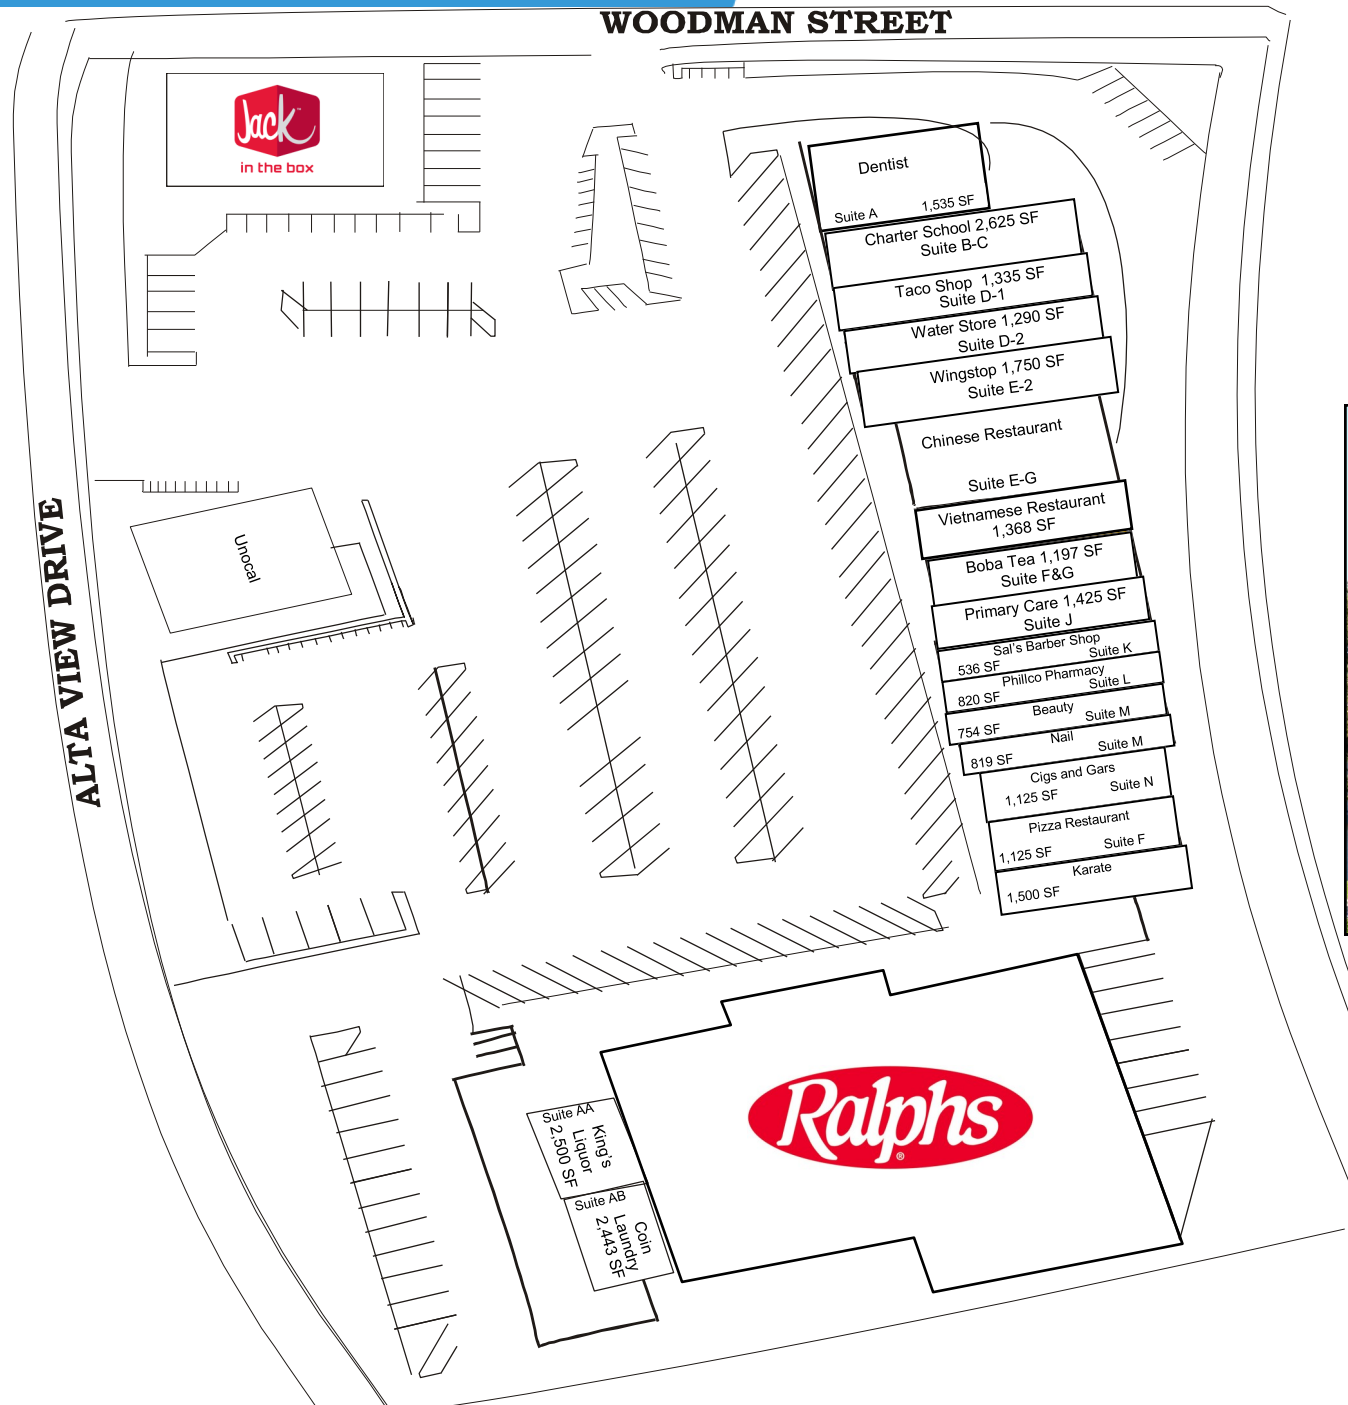 WOODMAN STREET
Jack
in the box
Dentist
Suite A 1,535 SF
Charter School 2,625 SF
Suite B-C
Taco Shop 1,335 SF
Suite D-1
Water Store 1,290 SF
Suite D-2
Wingstop 1,750 SF
Suite E-2
Chinese Restaurant
Suite E-G
Vietnamese Restaurant
1,368 SF
Boba Tea 1,197 SF
Suite F&G
Primary Care 1,425 SF
Suite J
Sal's Barber Shop
536 SF Suite K
Phillco Pharmacy
820 SF Suite L
Beauty
754 SF Suite M
Nail
819 SF Suite M
Cigs and Gars
1,125 SF Suite N
Pizza Restaurant
1,125 SF Suite F
Karate
1,500 SF
Unocal
ALTA VIEW DRIVE
Suite AA
King's
Liquor
2,500 SF
Suite AB
Coin
Laundry
2,443 SF
Ralphs
®